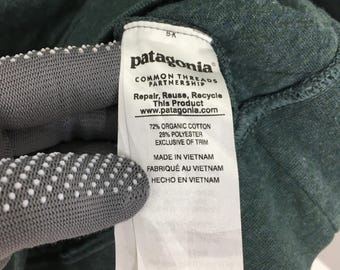 patagonia®
COMMON THREADS
PARTNERSHIP
Repair, Reuse, Recycle
This Product
www.patagonia.com
72% ORGANIC COTTON
28% POLYESTER
EXCLUSIVE OF TRIM
MADE IN VIETNAM
FABRIQUÉ AU VIETNAM
HECHO EN VIETNAM